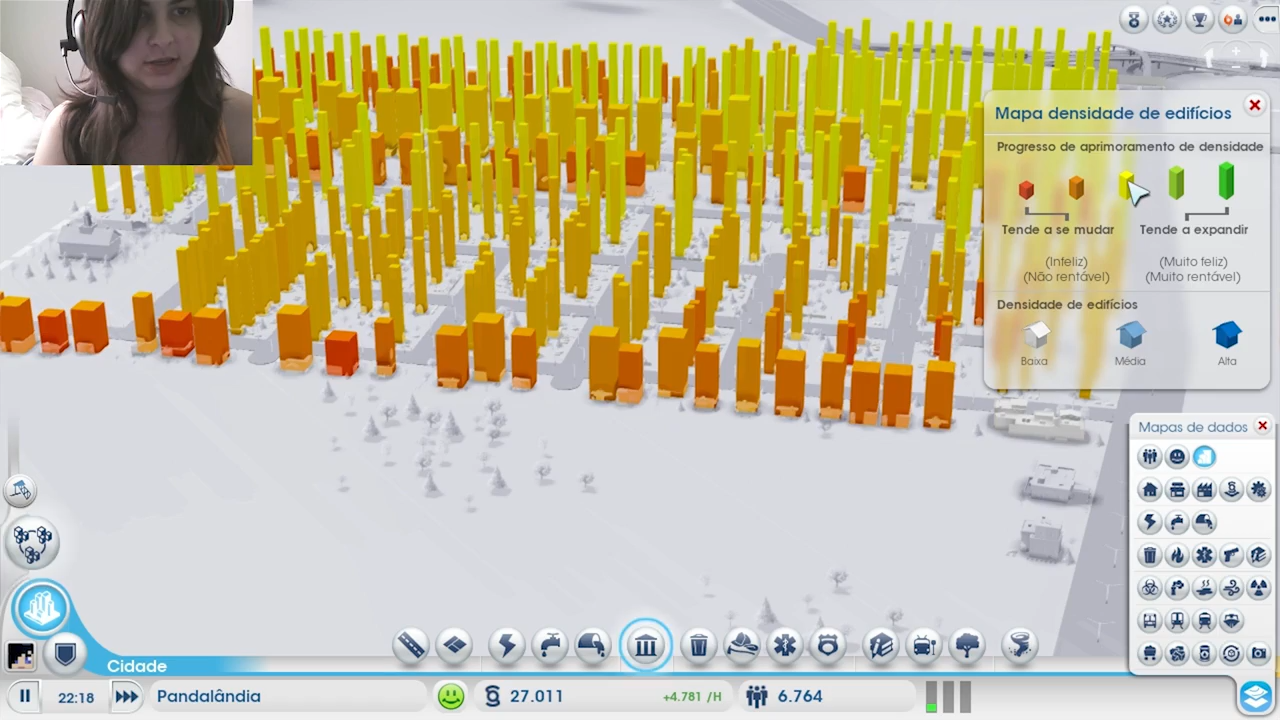 Mapa densidade de edifícios
Progresso de aprimoramento de densidade
Tende a se mudar
Tende a expandir
(Infeliz)
(Não rentável)
(Muito feliz)
(Muito rentável)
Densidade de edifícios
Baixa
Média
Alta
Mapas de dados
Cidade
22:18
Pandalândia
27.011
+4.781 /H
6.764